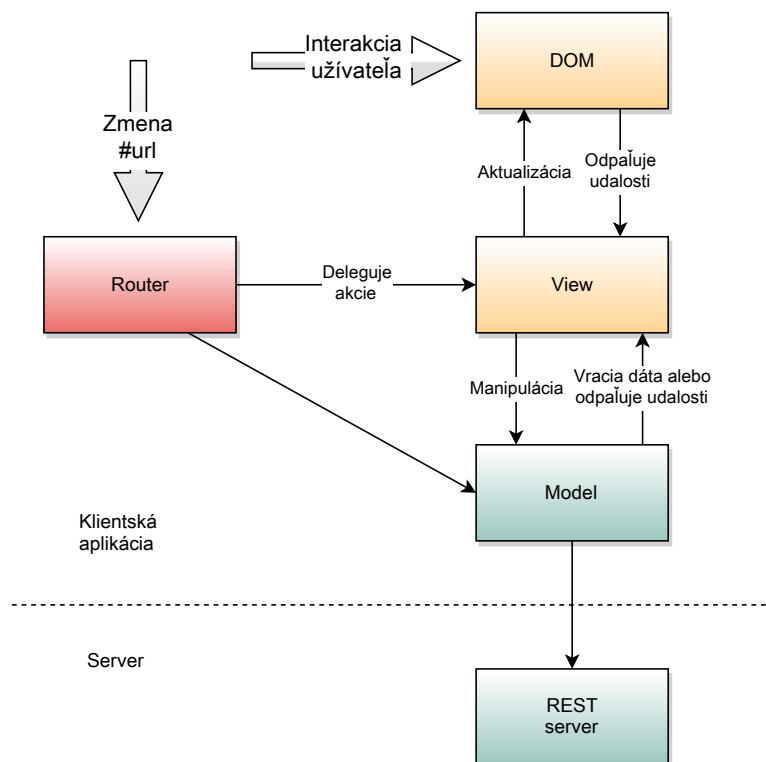 Interakcia
užívateľa
DOM
Zmena
#url
Aktualizácia
Odpaľuje
udalosti
Router
Deleguje
akcie
View
Manipulácia
Vracia dáta alebo
odpaľuje udalosti
Model
Klientská
aplikácia
Server
REST
server